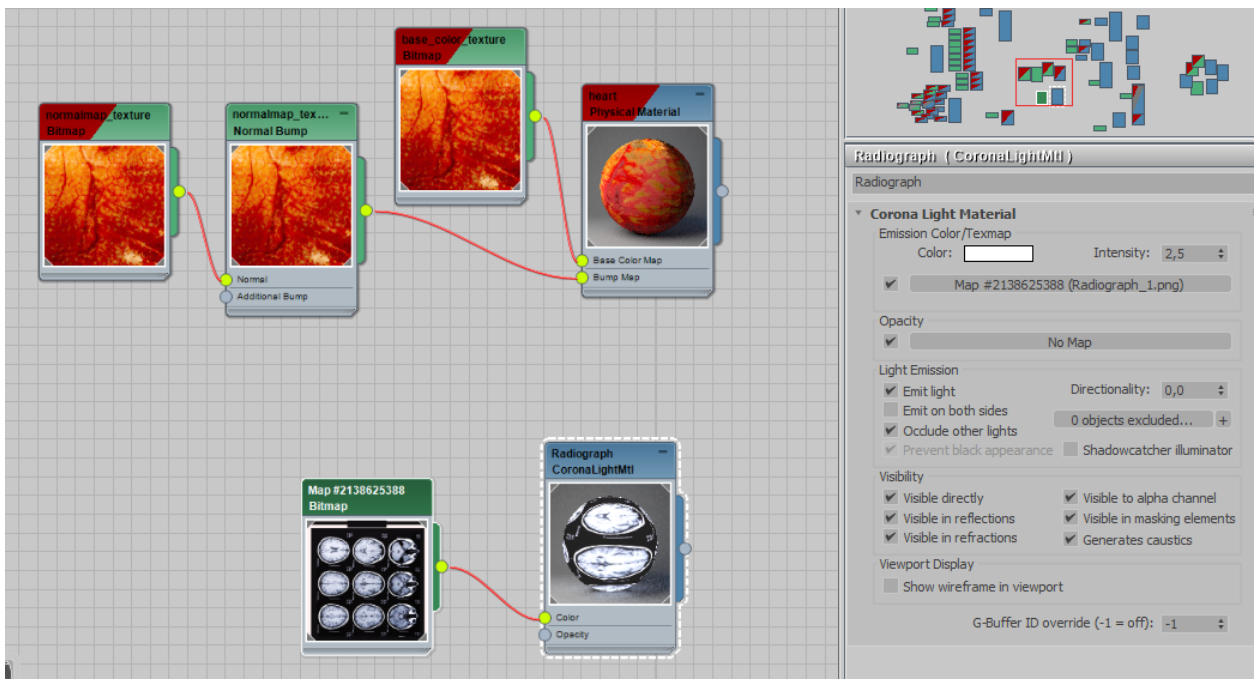 base_color_texture
Bitmap
normalmap_texture
Bitmap
normalmap_tex...
Normal Bump
Normal
Additional Bump
heart
Physical Material
Base Color Map
Bump Map
Map #2138625388
Bitmap
Radiograph
CoronaLightMtl
Color
Opacity
Radiograph ( CoronaLightMtl )
Radiograph
Corona Light Material
Emission Color/Texmap
Color: Intensity: 2,5
Map #2138625388 (Radiograph_1.png)
Opacity
No Map
Light Emission
Emit light Directionality: 0,0
Emit on both sides 0 objects excluded... +
Occlude other lights
Prevent black appearance Shadowcatcher illuminator
Visibility
Visible directly Visible to alpha channel
Visible in reflections Visible in masking elements
Visible in refractions Generates caustics
Viewport Display
Show wireframe in viewport
G-Buffer ID override (-1 = off): -1